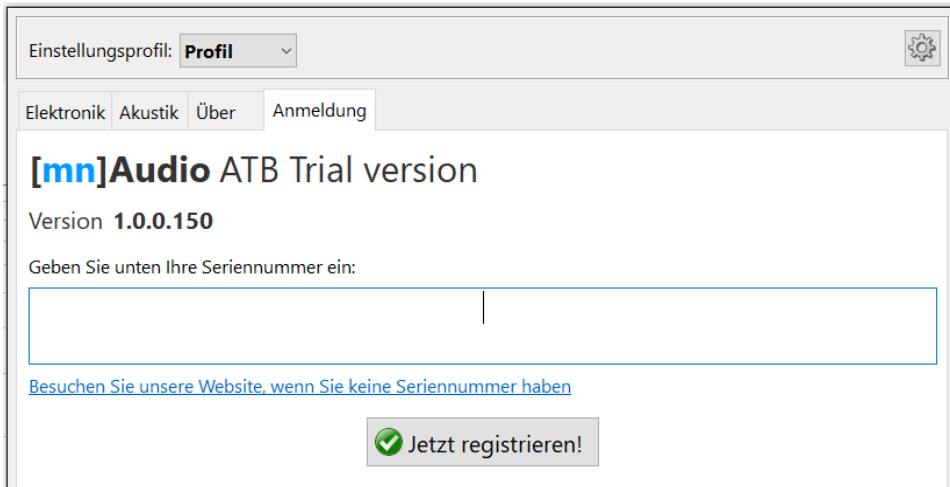 Einstellungsprofil: Profil
Elektronik Akustik Über Anmeldung
[mn]Audio ATB Trial version
Version 1.0.0.150
Geben Sie unten Ihre Seriennummer ein:
Besuchen Sie unsere Website, wenn Sie keine Seriennummer haben
Jetzt registrieren!